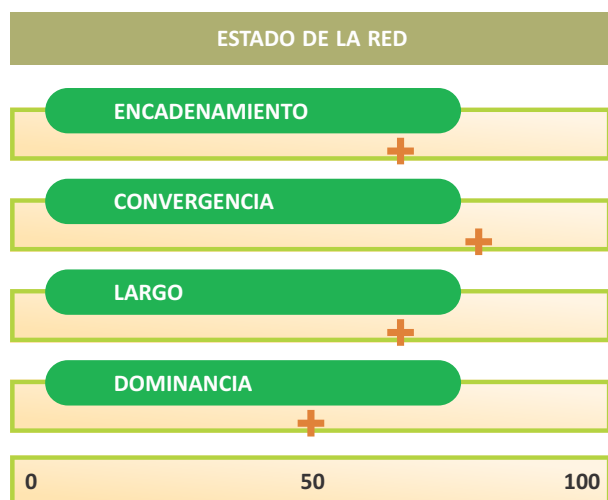 ESTADO DE LA RED
ENCADENAMIENTO
CONVERGENCIA
LARGO
DOMINANCIA
0 50 100